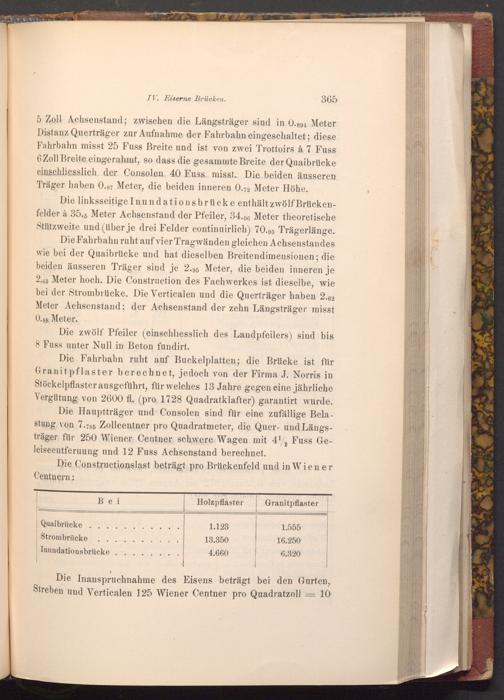 IV. Eiserne Brücken. 365
5 Zoll Achsenstand; zwischen die Längsträger sind in 0.894 Meter
Distanz Querträger zur Aufnahme der Fahrbahn eingeschaltet; diese
Fahrbahn misst 25 Fuss Breite und ist von zwei Trottoirs à 7 Fuss
6 Zoll Breite eingerahmt, so dass die gesammte Breite der Quaibrücke
einschliesslich der Consolen 40 Fuss misst. Die beiden äusseren
Träger haben 0.87 Meter, die beiden inneren 0.72 Meter Höhe.
Die linksseitige Inundationsbrücke enthält zwölf Brücken-
felder à 35.5 Meter Achsenstand der Pfeiler, 34.06 Meter theoretische
Stützweite und (über je drei Felder continuirlich) 70.95 Trägerlänge.
Die Fahrbahn ruht auf vier Tragwänden gleichen Achsenstandes
wie bei der Quaibrücke und hat dieselben Breitendimensionen; die
beiden äusseren Träger sind je 2.95 Meter, die beiden inneren je
2.63 Meter hoch. Die Construction des Fachwerkes ist dieselbe, wie
bei der Strombrücke. Die Verticalen und die Querträger haben 2.62
Meter Achsenstand; der Achsenstand der zehn Längsträger misst
Meter.
Die zwölf Pfeiler (einschliesslich des Landpfeilers) sind bis
8 Fuss unter Null in Beton fundirt.
Die Fahrbahn ruht auf Buckelplatten; die Brücke ist für
Granitpflaster berechnet, jedoch von der Firma J. Norris in
Stöckelpflaster ausgeführt, für welches 13 Jahre gegen eine jährliche
Vergütung von 2600 fl. (pro 1728 Quadratklafter) garantirt wurde.
Die Hauptträger und Consolen sind für eine zufällige Bela-
stung von 7.785 Zollcentner pro Quadratmeter, die Quer- und Längs-
träger für 250 Wiener Centner schwere Wagen mit 4½ Fuss Ge-
leiseentfernung und 12 Fuss Achsenstand berechnet.
Die Constructionslast beträgt pro Brückenfeld und in Wiener
Centnern:
Bei Holzpflaster Granitpflaster
Quaibrücke . . . . . . . . . . . 1.123 1.555
Strombrücke . . . . . . . . . . 13.350 16.250
Inundationsbrücke . . . . . . . . 4.660 6.320
Die Inanspruchnahme des Eisens beträgt bei den Gurten,
Streben und Verticalen 125 Wiener Centner pro Quadratzoll = 10